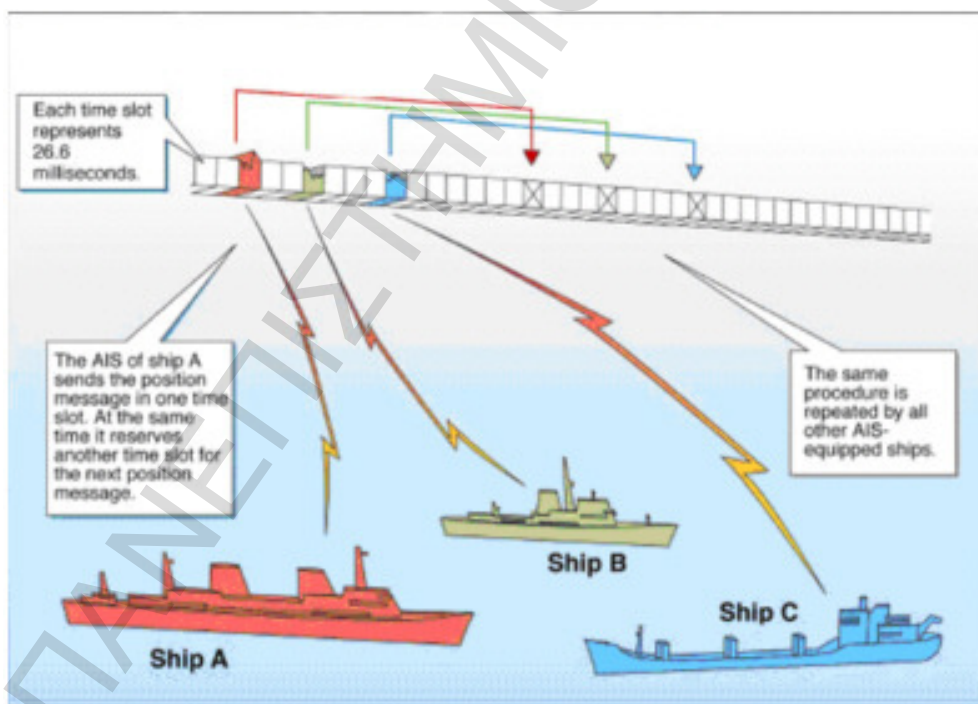 Each time slot
represents
26.6
milliseconds.
The AIS of ship A
sends the position
message in one time
slot. At the same
time it reserves
another time slot for
the next position
message.
The same
procedure is
repeated by all
other AIS-
equipped ships.
Ship B
Ship C
Ship A
ΠΑΝΕΠΙΣΤΗΜΙΟ